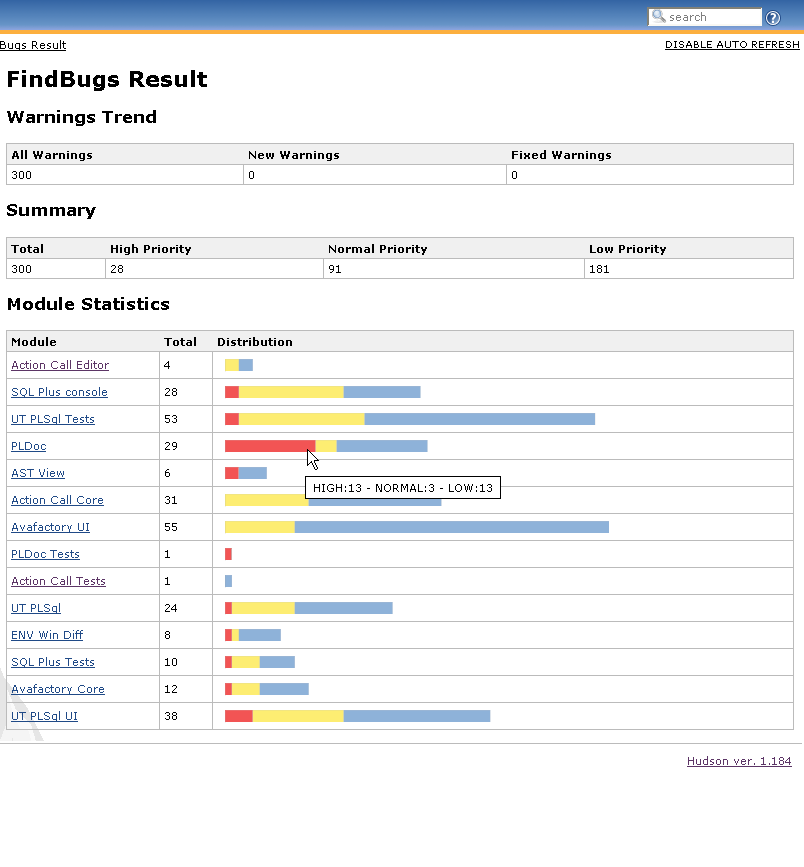 search
Bugs Result DISABLE AUTO REFRESH
FindBugs Result
Warnings Trend
All Warnings New Warnings Fixed Warnings
300 0 0
Summary
Total High Priority Normal Priority Low Priority
300 28 91 181
Module Statistics
Module Total Distribution
Action Call Editor 4
SQL Plus console 28
UT PLSql Tests 53
PLDoc 29
AST View 6
HIGH:13 - NORMAL:3 - LOW:13
Action Call Core 31
Avafactory UI 55
PLDoc Tests 1
Action Call Tests 1
UT PLSql 24
ENV Win Diff 8
SQL Plus Tests 10
Avafactory Core 12
UT PLSql UI 38
Hudson ver. 1.184